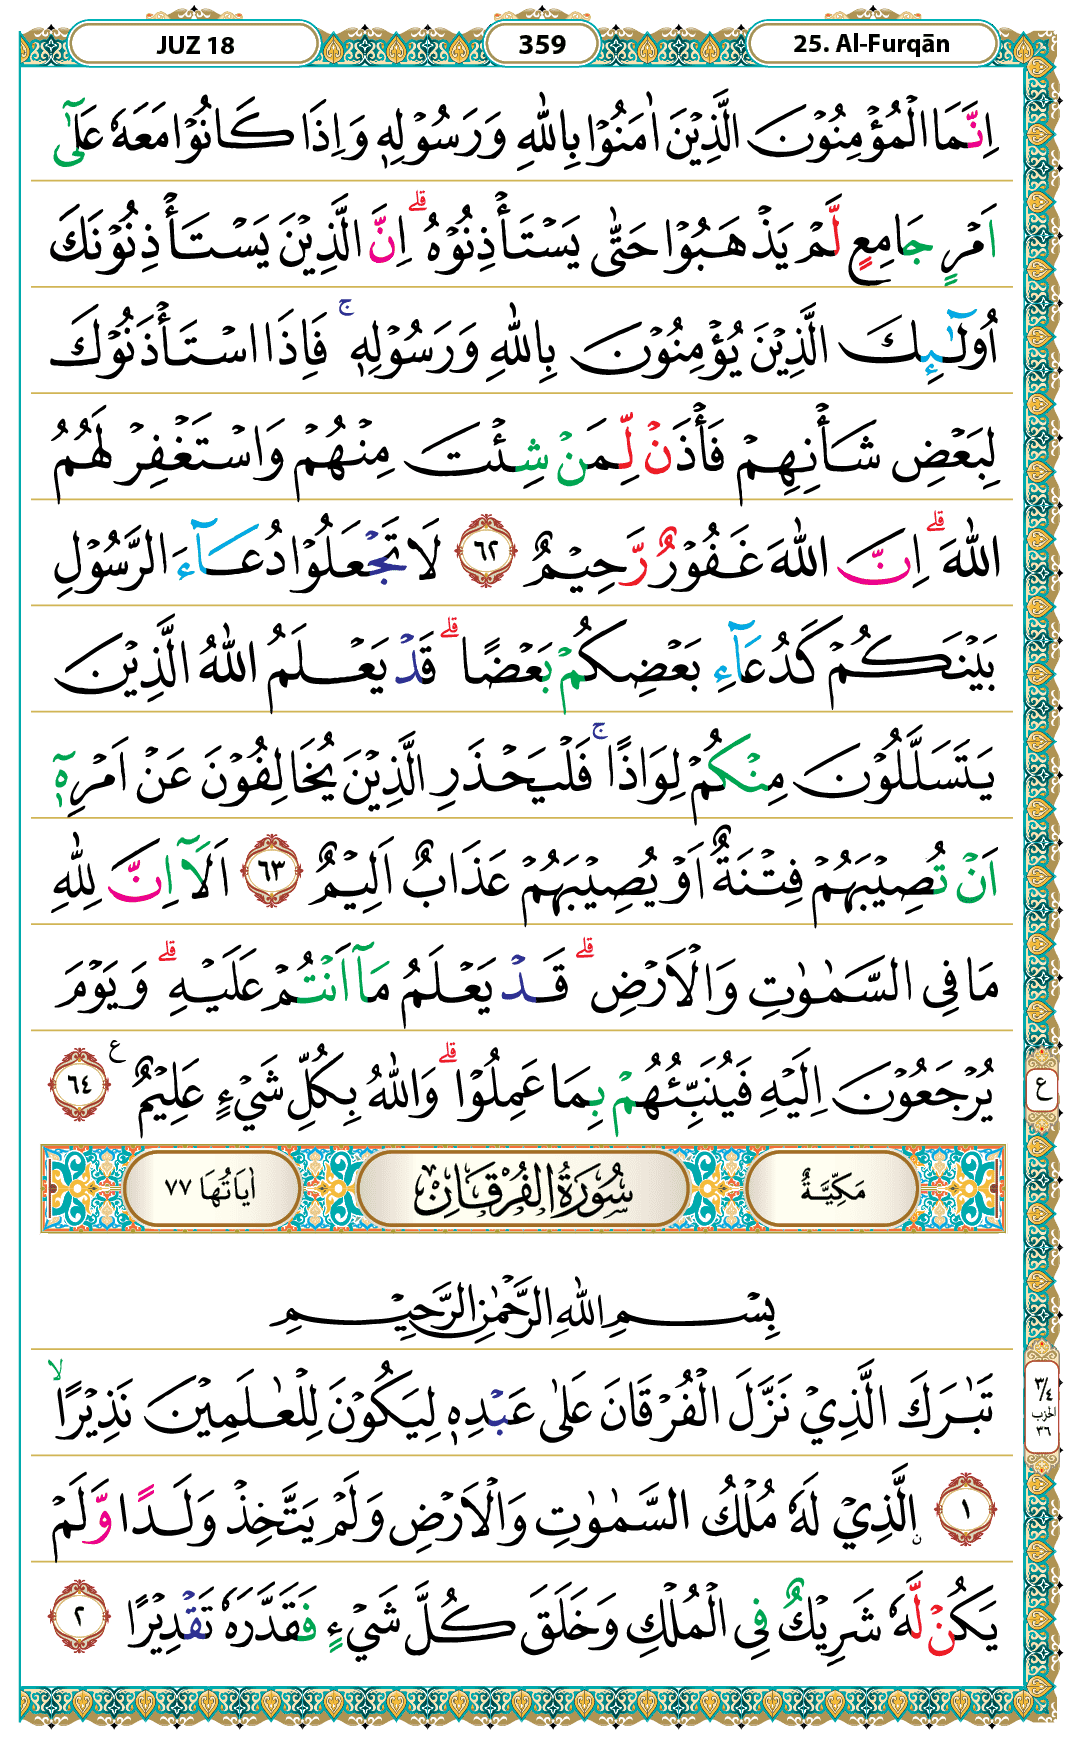 JUZ 18
359
25. Al-Furqān
اِنَّمَا الْمُؤْمِنُوْنَ الَّذِيْنَ اٰمَنُوْا بِاللّٰهِ وَرَسُوْلِهٖ وَاِذَا كَانُوْا مَعَهٗ عَلٰٓى
اَمْرٍ جَامِعٍ لَّمْ يَذْهَبُوْا حَتّٰى يَسْتَأْذِنُوْهُ ۗ اِنَّ الَّذِيْنَ يَسْتَأْذِنُوْنَكَ
اُولٰۤىِٕكَ الَّذِيْنَ يُؤْمِنُوْنَ بِاللّٰهِ وَرَسُوْلِهٖ ۚ فَاِذَا اسْتَأْذَنُوْكَ
لِبَعْضِ شَأْنِهِمْ فَأْذَنْ لِّمَنْ شِئْتَ مِنْهُمْ وَاسْتَغْفِرْ لَهُمُ
اللّٰهَ ۗ اِنَّ اللّٰهَ غَفُوْرٌ رَّحِيْمٌ ٦٢ لَا تَجْعَلُوْا دُعَاۤءَ الرَّسُوْلِ
بَيْنَكُمْ كَدُعَاۤءِ بَعْضِكُمْ بَعْضًا ۗ قَدْ يَعْلَمُ اللّٰهُ الَّذِيْنَ
يَتَسَلَّلُوْنَ مِنْكُمْ لِوَاذًا ۚ فَلْيَحْذَرِ الَّذِيْنَ يُخَالِفُوْنَ عَنْ اَمْرِهٖٓ
اَنْ تُصِيْبَهُمْ فِتْنَةٌ اَوْ يُصِيْبَهُمْ عَذَابٌ اَلِيْمٌ ٦٣ اَلَآ اِنَّ لِلّٰهِ
مَا فِى السَّمٰوٰتِ وَالْاَرْضِ ۗ قَدْ يَعْلَمُ مَآ اَنْتُمْ عَلَيْهِ ۗ وَيَوْمَ
يُرْجَعُوْنَ اِلَيْهِ فَيُنَبِّئُهُمْ بِمَا عَمِلُوْا ۗ وَاللّٰهُ بِكُلِّ شَيْءٍ عَلِيْمٌ ࣖ ٦٤
ع
مَكِّيَّةٌ
سُوْرَةُ الْفُرْقَانِ
اٰيَاتُهَا ٧٧
بِسْمِ اللّٰهِ الرَّحْمٰنِ الرَّحِيْمِ
تَبٰرَكَ الَّذِيْ نَزَّلَ الْفُرْقَانَ عَلٰى عَبْدِهٖ لِيَكُوْنَ لِلْعٰلَمِيْنَ نَذِيْرًا ۙ
٣/٤
الحزب
٣٦
١ ࣙالَّذِيْ لَهٗ مُلْكُ السَّمٰوٰتِ وَالْاَرْضِ وَلَمْ يَتَّخِذْ وَلَدًا وَّلَمْ
يَكُنْ لَّهٗ شَرِيْكٌ فِى الْمُلْكِ وَخَلَقَ كُلَّ شَيْءٍ فَقَدَّرَهٗ تَقْدِيْرًا ٢